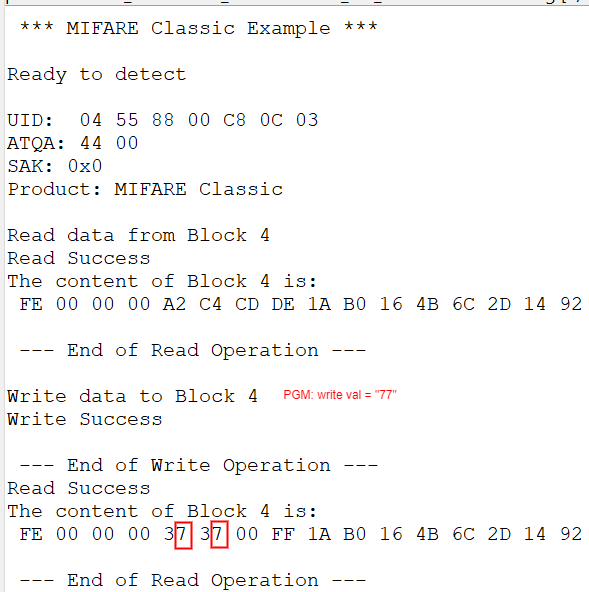 *** MIFARE Classic Example ***
Ready to detect
UID: 04 55 88 00 C8 0C 03
ATQA: 44 00
SAK: 0x0
Product: MIFARE Classic
Read data from Block 4
Read Success
The content of Block 4 is:
FE 00 00 00 A2 C4 CD DE 1A B0 16 4B 6C 2D 14 92
--- End of Read Operation ---
Write data to Block 4 PGM: write val = "77"
Write Success
--- End of Write Operation ---
Read Success
The content of Block 4 is:
FE 00 00 00 37 37 00 FF 1A B0 16 4B 6C 2D 14 92
--- End of Read Operation ---